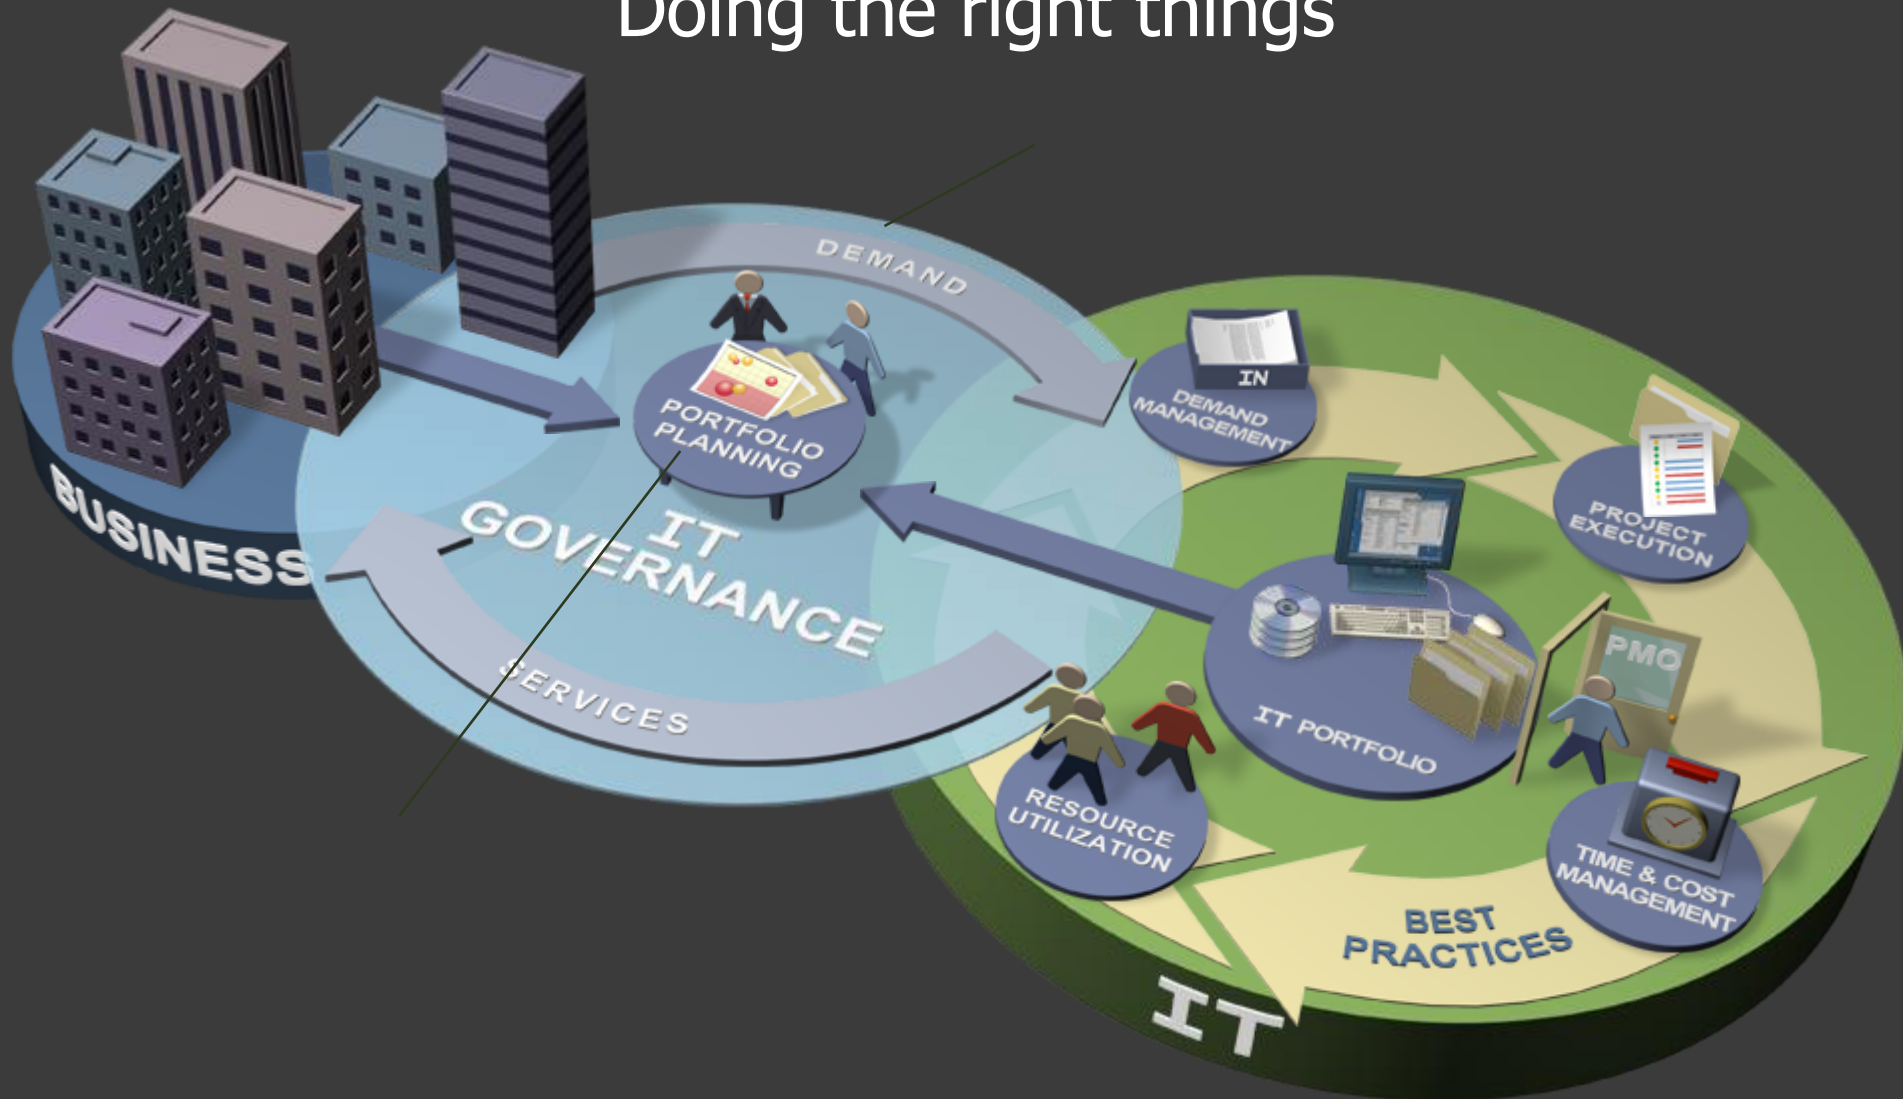 Doing the right things
DEMAND
IN
DEMAND
MANAGEMENT
PORTFOLIO
PLANNING
BUSINESS
IT
GOVERNANCE
SERVICES
PROJECT
EXECUTION
PMO
IT PORTFOLIO
RESOURCE
UTILIZATION
TIME & COST
MANAGEMENT
BEST
PRACTICES
IT